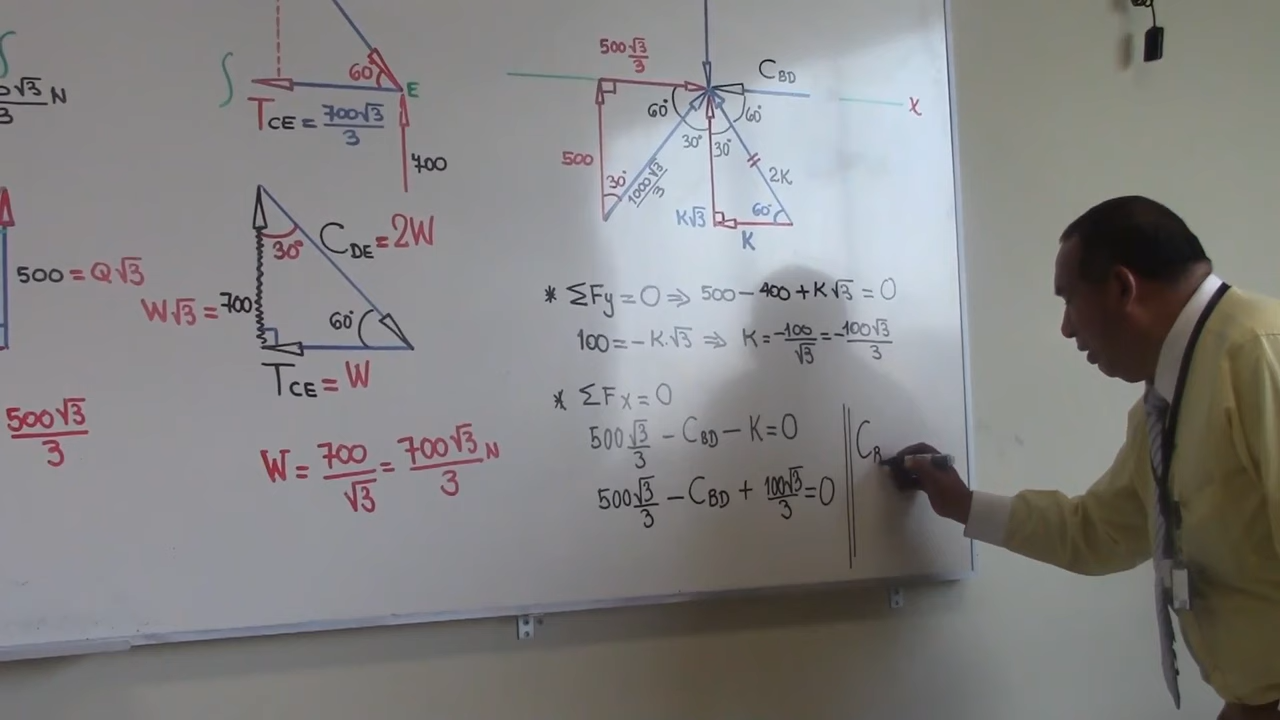 ∫
√3/3 N
500 = Q√3
500√3/3
∫
60°
E
T_CE = 700√3/3
700
30°
C_DE = 2W
W√3 = 700
60°
T_CE = W
W = 700/√3 = 700√3/3 N
500√3/3
C_BD
x
60°
60°
30°
30°
500
30°
1000√3/3
2K
K√3
60°
K
* ΣFy = 0 ⇒ 500 - 400 + K√3 = 0
100 = -K.√3 ⇒ K = -100/√3 = -100√3/3
* ΣFx = 0
500√3/3 - C_BD - K = 0
500√3/3 - C_BD + 100√3/3 = 0
C_B